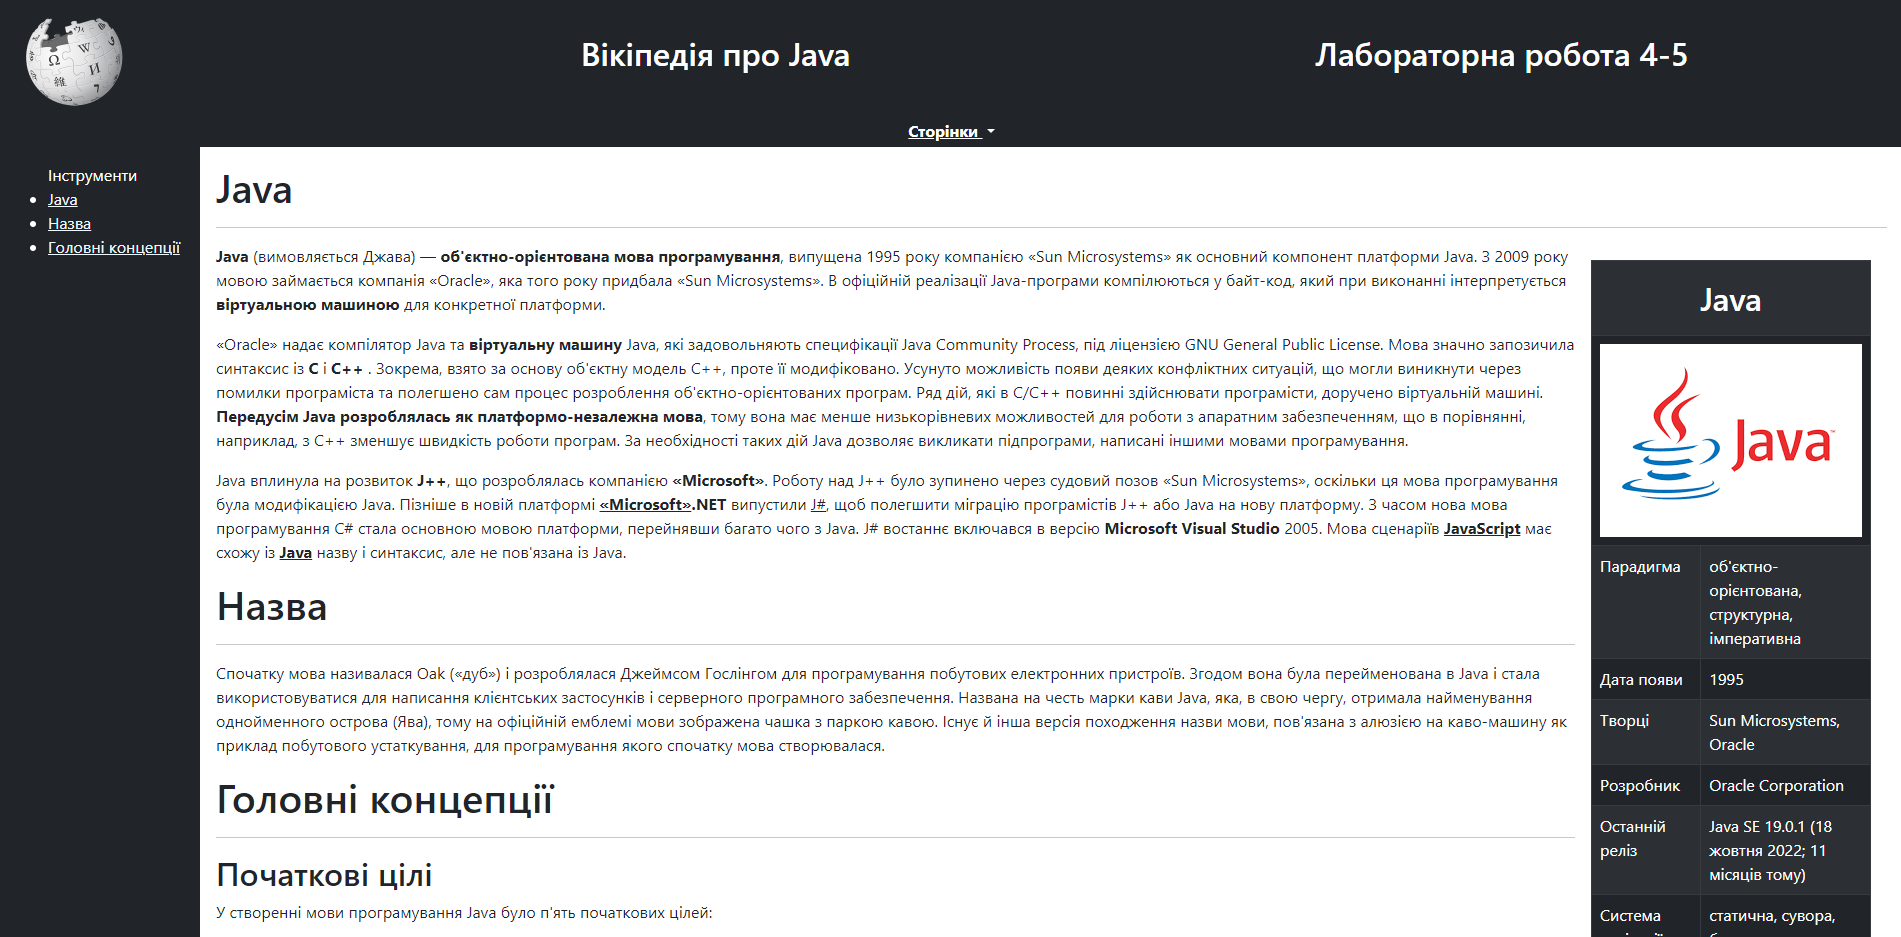 Вікіпедія про Java
Лабораторна робота 4-5
Сторінки
Інструменти
Java
Назва
Головні концепції
Java
Java (вимовляється Джава) — об'єктно-орієнтована мова програмування, випущена 1995 року компанією «Sun Microsystems» як основний компонент платформи Java. З 2009 року
мовою займається компанія «Oracle», яка того року придбала «Sun Microsystems». В офіційній реалізації Java-програми компілюються у байт-код, який при виконанні інтерпретується
віртуальною машиною для конкретної платформи.
«Oracle» надає компілятор Java та віртуальну машину Java, які задовольняють специфікації Java Community Process, під ліцензією GNU General Public License. Мова значно запозичила
синтаксис із C і C++ . Зокрема, взято за основу об'єктну модель С++, проте її модифіковано. Усунуто можливість появи деяких конфліктних ситуацій, що могли виникнути через
помилки програміста та полегшено сам процес розроблення об'єктно-орієнтованих програм. Ряд дій, які в C/C++ повинні здійснювати програмісти, доручено віртуальній машині.
Передусім Java розроблялась як платформо-незалежна мова, тому вона має менше низькорівневих можливостей для роботи з апаратним забезпеченням, що в порівнянні,
наприклад, з C++ зменшує швидкість роботи програм. За необхідності таких дій Java дозволяє викликати підпрограми, написані іншими мовами програмування.
Java вплинула на розвиток J++, що розроблялась компанією «Microsoft». Роботу над J++ було зупинено через судовий позов «Sun Microsystems», оскільки ця мова програмування
була модифікацією Java. Пізніше в новій платформі «Microsoft».NET випустили J#, щоб полегшити міграцію програмістів J++ або Java на нову платформу. З часом нова мова
програмування С# стала основною мовою платформи, перейнявши багато чого з Java. J# востаннє включався в версію Microsoft Visual Studio 2005. Мова сценаріїв JavaScript має
схожу із Java назву і синтаксис, але не пов'язана із Java.
Назва
Спочатку мова називалася Oak («дуб») і розроблялася Джеймсом Гослінгом для програмування побутових електронних пристроїв. Згодом вона була перейменована в Java і стала
використовуватися для написання клієнтських застосунків і серверного програмного забезпечення. Названа на честь марки кави Java, яка, в свою чергу, отримала найменування
однойменного острова (Ява), тому на офіційній емблемі мови зображена чашка з паркою кавою. Існує й інша версія походження назви мови, пов'язана з алюзією на каво-машину як
приклад побутового устаткування, для програмування якого спочатку мова створювалася.
Головні концепції
Початкові цілі
У створенні мови програмування Java було п'ять початкових цілей:
Java
Java™
Парадигма
об'єктно-
орієнтована,
структурна,
імперативна
Дата появи
1995
Творці
Sun Microsystems,
Oracle
Розробник
Oracle Corporation
Останній
реліз
Java SE 19.0.1 (18
жовтня 2022; 11
місяців тому)
Система
статична, сувора,